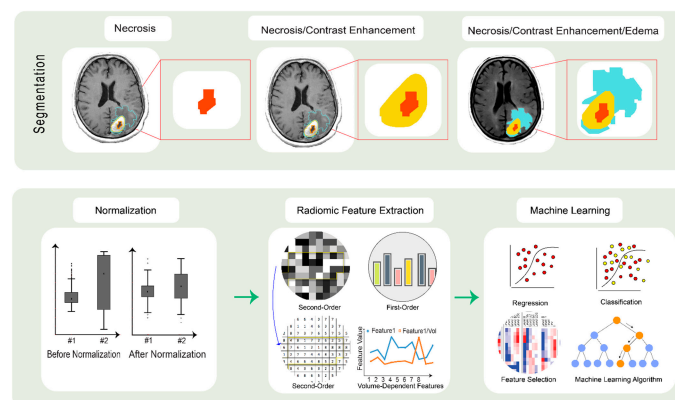 Segmentation
Necrosis
Necrosis/Contrast Enhancement
Necrosis/Contrast Enhancement/Edema
Normalization
#1 #2
Before Normalization
#1 #2
After Normalization
Radiomic Feature Extraction
Second-Order
First-Order
Second-Order
Feature Value
Feature1 Feature1/Vol
1 2 3 4 5 6 7 8
Volume-Dependent Features
Machine Learning
Regression
Classification
Feature Selection
Machine Learning Algorithm